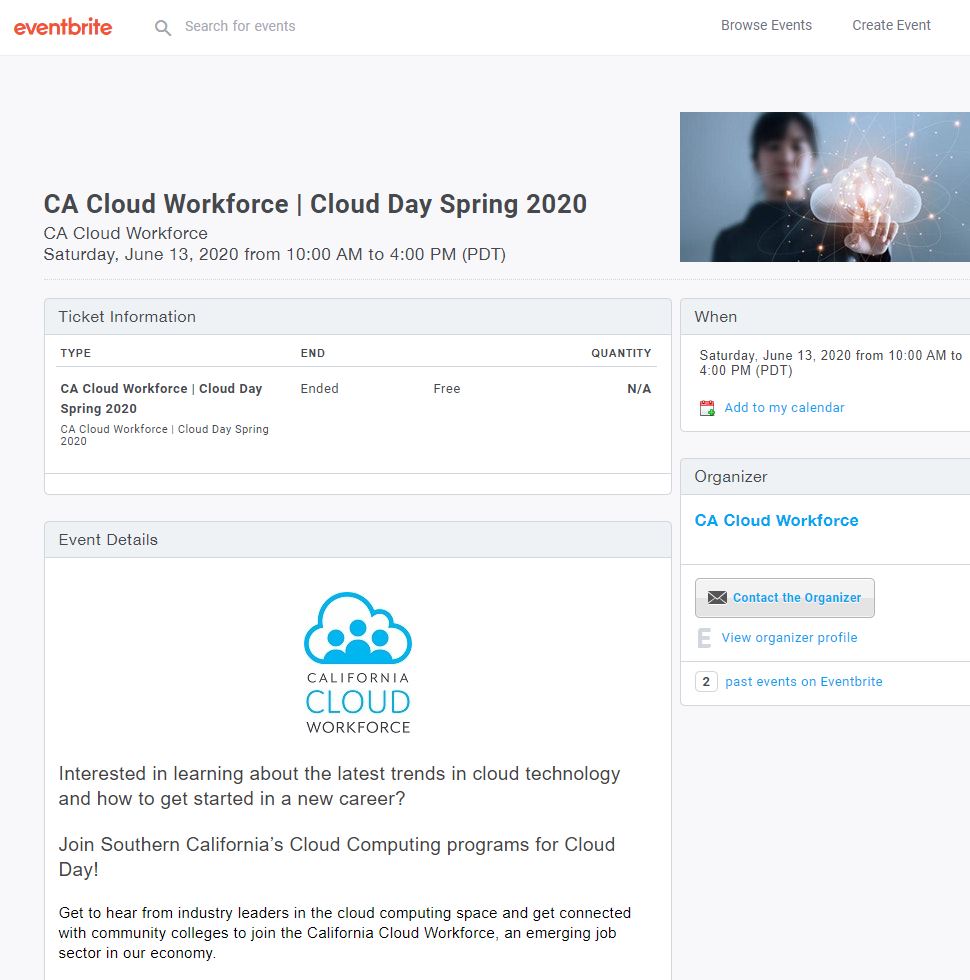 eventbrite
Search for events
Browse Events
Create Event
CA Cloud Workforce | Cloud Day Spring 2020
CA Cloud Workforce
Saturday, June 13, 2020 from 10:00 AM to 4:00 PM (PDT)
Ticket Information
TYPE END QUANTITY
CA Cloud Workforce | Cloud Day Ended Free N/A
Spring 2020
CA Cloud Workforce | Cloud Day Spring
2020
When
Saturday, June 13, 2020 from 10:00 AM to
4:00 PM (PDT)
Add to my calendar
Organizer
CA Cloud Workforce
Contact the Organizer
E View organizer profile
2 past events on Eventbrite
Event Details
CALIFORNIA
CLOUD
WORKFORCE
Interested in learning about the latest trends in cloud technology
and how to get started in a new career?
Join Southern California’s Cloud Computing programs for Cloud
Day!
Get to hear from industry leaders in the cloud computing space and get connected
with community colleges to join the California Cloud Workforce, an emerging job
sector in our economy.